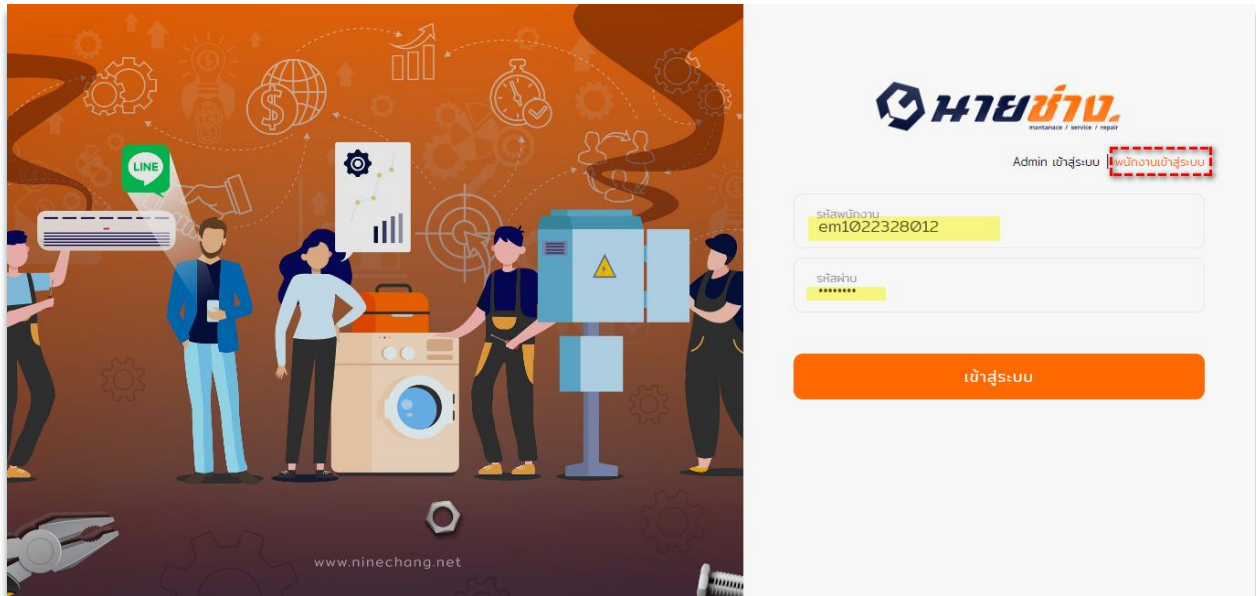 LINE
www.ninechang.net
นายช่าง.
mantanace / service / repair
Admin เข้าสู่ระบบ | พนักงานเข้าสู่ระบบ
รหัสพนักงาน
em1022328012
รหัสผ่าน
••••••••
เข้าสู่ระบบ